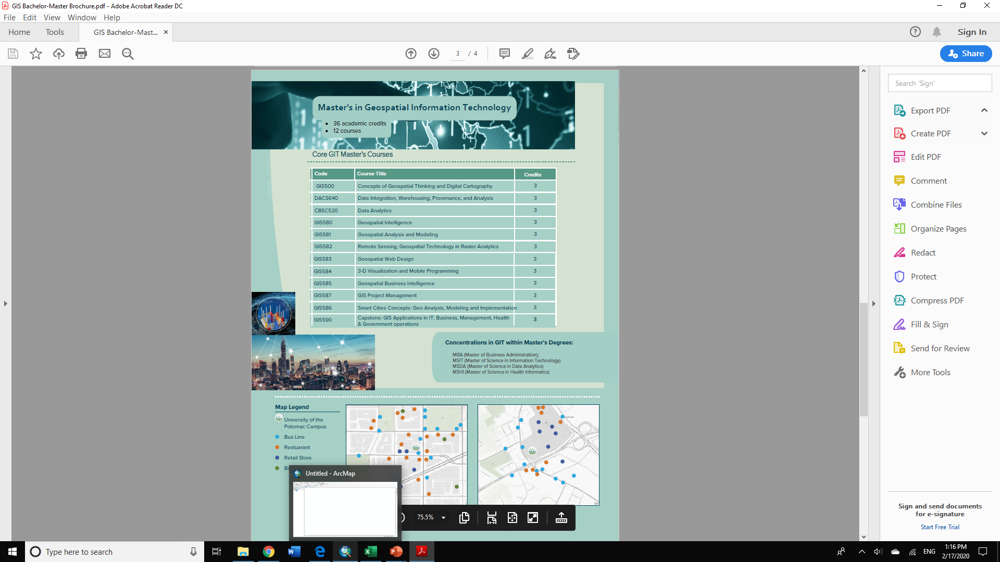 GIS Bachelor-Master Brochure.pdf - Adobe Acrobat Reader DC
File Edit View Window Help
Home Tools GIS Bachelor-Mast... Sign In
3 / 4 Share
Search 'Sign'
Export PDF
Create PDF
Edit PDF
Comment
Combine Files
Organize Pages
Redact
Protect
Compress PDF
Fill & Sign
Send for Review
More Tools
Sign and send documents
for e-signature
Start Free Trial
Master's in Geospatial Information Technology
• 36 academic credits
• 12 courses
Core GIT Master's Courses
Code Course Title Credits
GIS500 Concepts of Geospatial Thinking and Digital Cartography 3
DACS640 Data Integration, Warehousing, Provenance, and Analysis 3
CBSC520 Data Analytics 3
GIS580 Geospatial Intelligence 3
GIS581 Geospatial Analysis and Modeling 3
GIS582 Remote Sensing, Geospatial Technology in Raster Analytics 3
GIS583 Geospatial Web Design 3
GIS584 3-D Visualization and Mobile Programming 3
GIS585 Geospatial Business Intelligence 3
GIS587 GIS Project Management 3
GIS586 Smart Cities Concepts: Geo Analysis, Modeling and Implementation 3
GIS590 Capstone: GIS Applications in IT, Business, Management, Health 3
& Government operations
Concentrations in GIT within Master's Degrees:
MBA (Master of Business Administration);
MSIT (Master of Science in Information Technology)
MSDA (Master of Science in Data Analytics)
MSHI (Master of Science in Health Informatics)
Map Legend
University of the
Potomac Campus
Bus Line
Restuarant
Retail Store
Untitled - ArcMap
75.5%
Type here to search
ENG
1:16 PM
2/17/2020